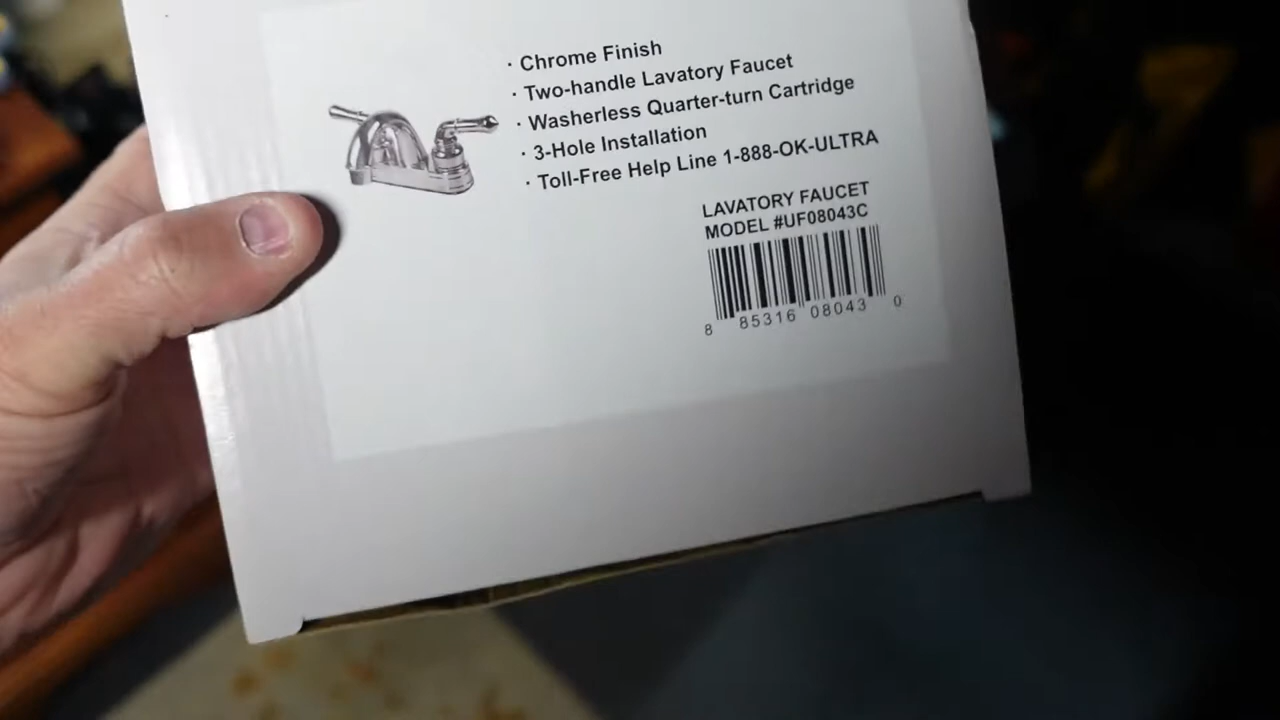 · Chrome Finish
· Two-handle Lavatory Faucet
· Washerless Quarter-turn Cartridge
· 3-Hole Installation
· Toll-Free Help Line 1-888-OK-ULTRA
LAVATORY FAUCET
MODEL #UF08043C
8 85316 08043 0